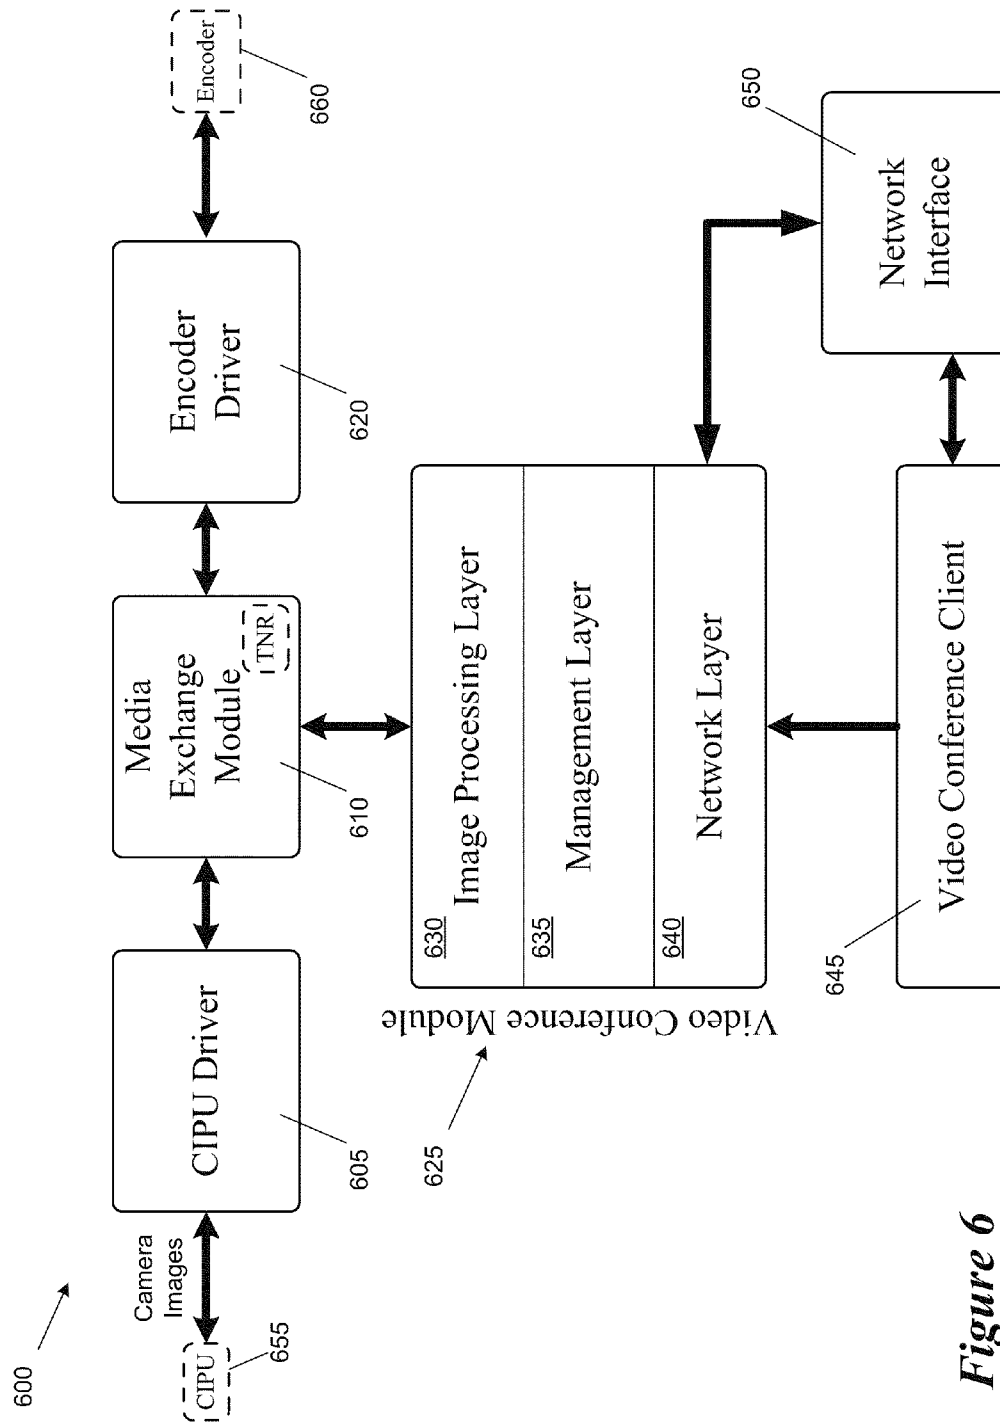 600
CIPU
655
Camera
Images
CIPU Driver
605
Media
Exchange
Module
TNR
610
Encoder
Driver
620
Encoder
660
Video Conference Module
625
630
Image Processing Layer
635
Management Layer
640
Network Layer
645
Video Conference Client
650
Network
Interface
Figure 6